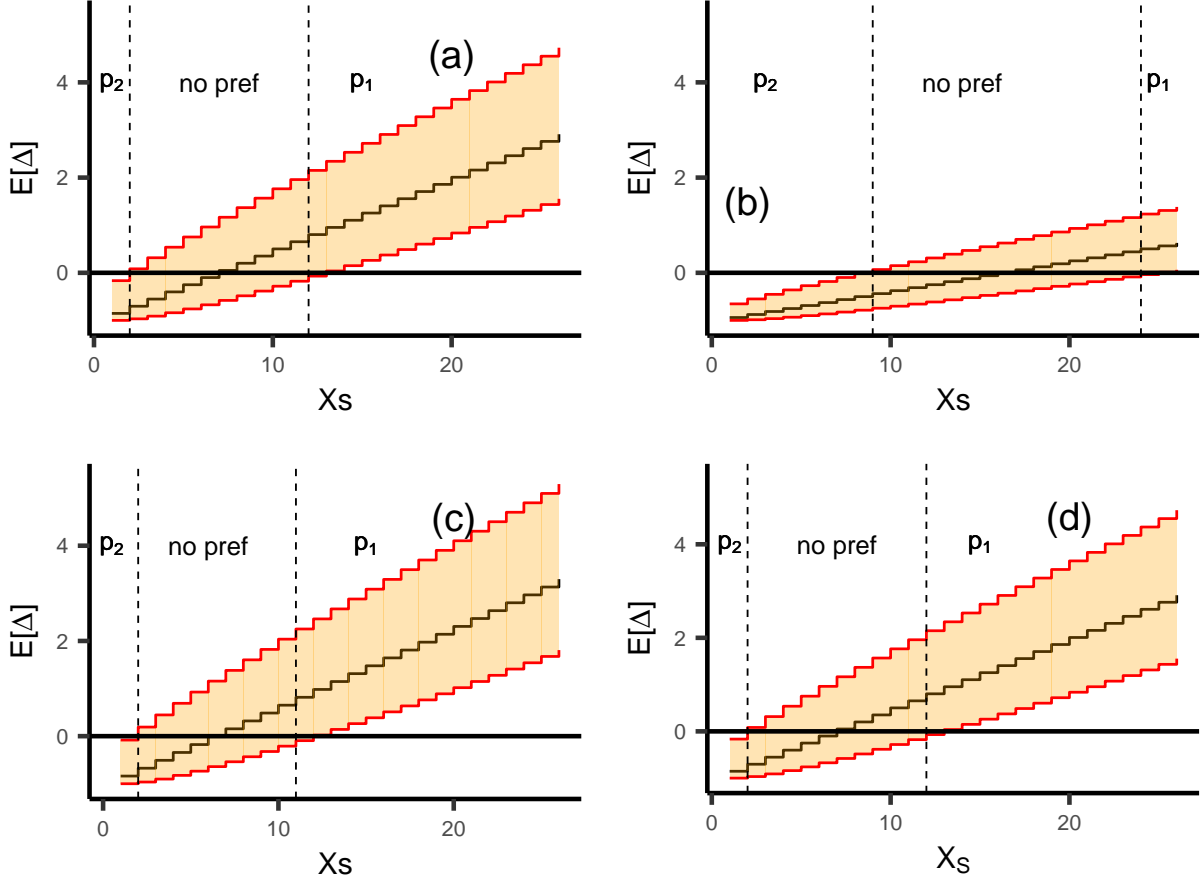 (a)
p₂ no pref p₁
4
2
0
E[Δ]
0 10 20
Xs
p₂ no pref p₁
4
(b)
2
0
E[Δ]
0 10 20
Xs
(c)
p₂ no pref p₁
4
2
0
E[Δ]
0 10 20
Xs
(d)
p₂ no pref p₁
4
2
0
E[Δ]
0 10 20
X_S